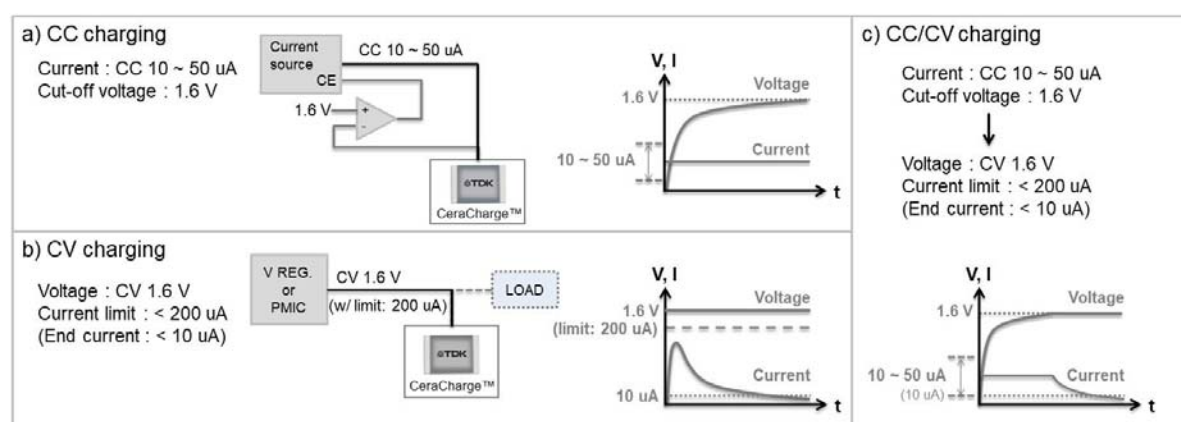 a) CC charging
Current : CC 10 ~ 50 uA
Cut-off voltage : 1.6 V
Current
source
CE
CC 10 ~ 50 uA
1.6 V
+
-
TDK
CeraCharge™
V, I
1.6 V
Voltage
10 ~ 50 uA
Current
t
b) CV charging
Voltage : CV 1.6 V
Current limit : < 200 uA
(End current : < 10 uA)
V REG.
or
PMIC
CV 1.6 V
(w/ limit: 200 uA)
LOAD
TDK
CeraCharge™
V, I
1.6 V
Voltage
(limit: 200 uA)
Current
10 uA
t
c) CC/CV charging
Current : CC 10 ~ 50 uA
Cut-off voltage : 1.6 V
Voltage : CV 1.6 V
Current limit : < 200 uA
(End current : < 10 uA)
V, I
1.6 V
Voltage
10 ~ 50 uA
(10 uA)
Current
t